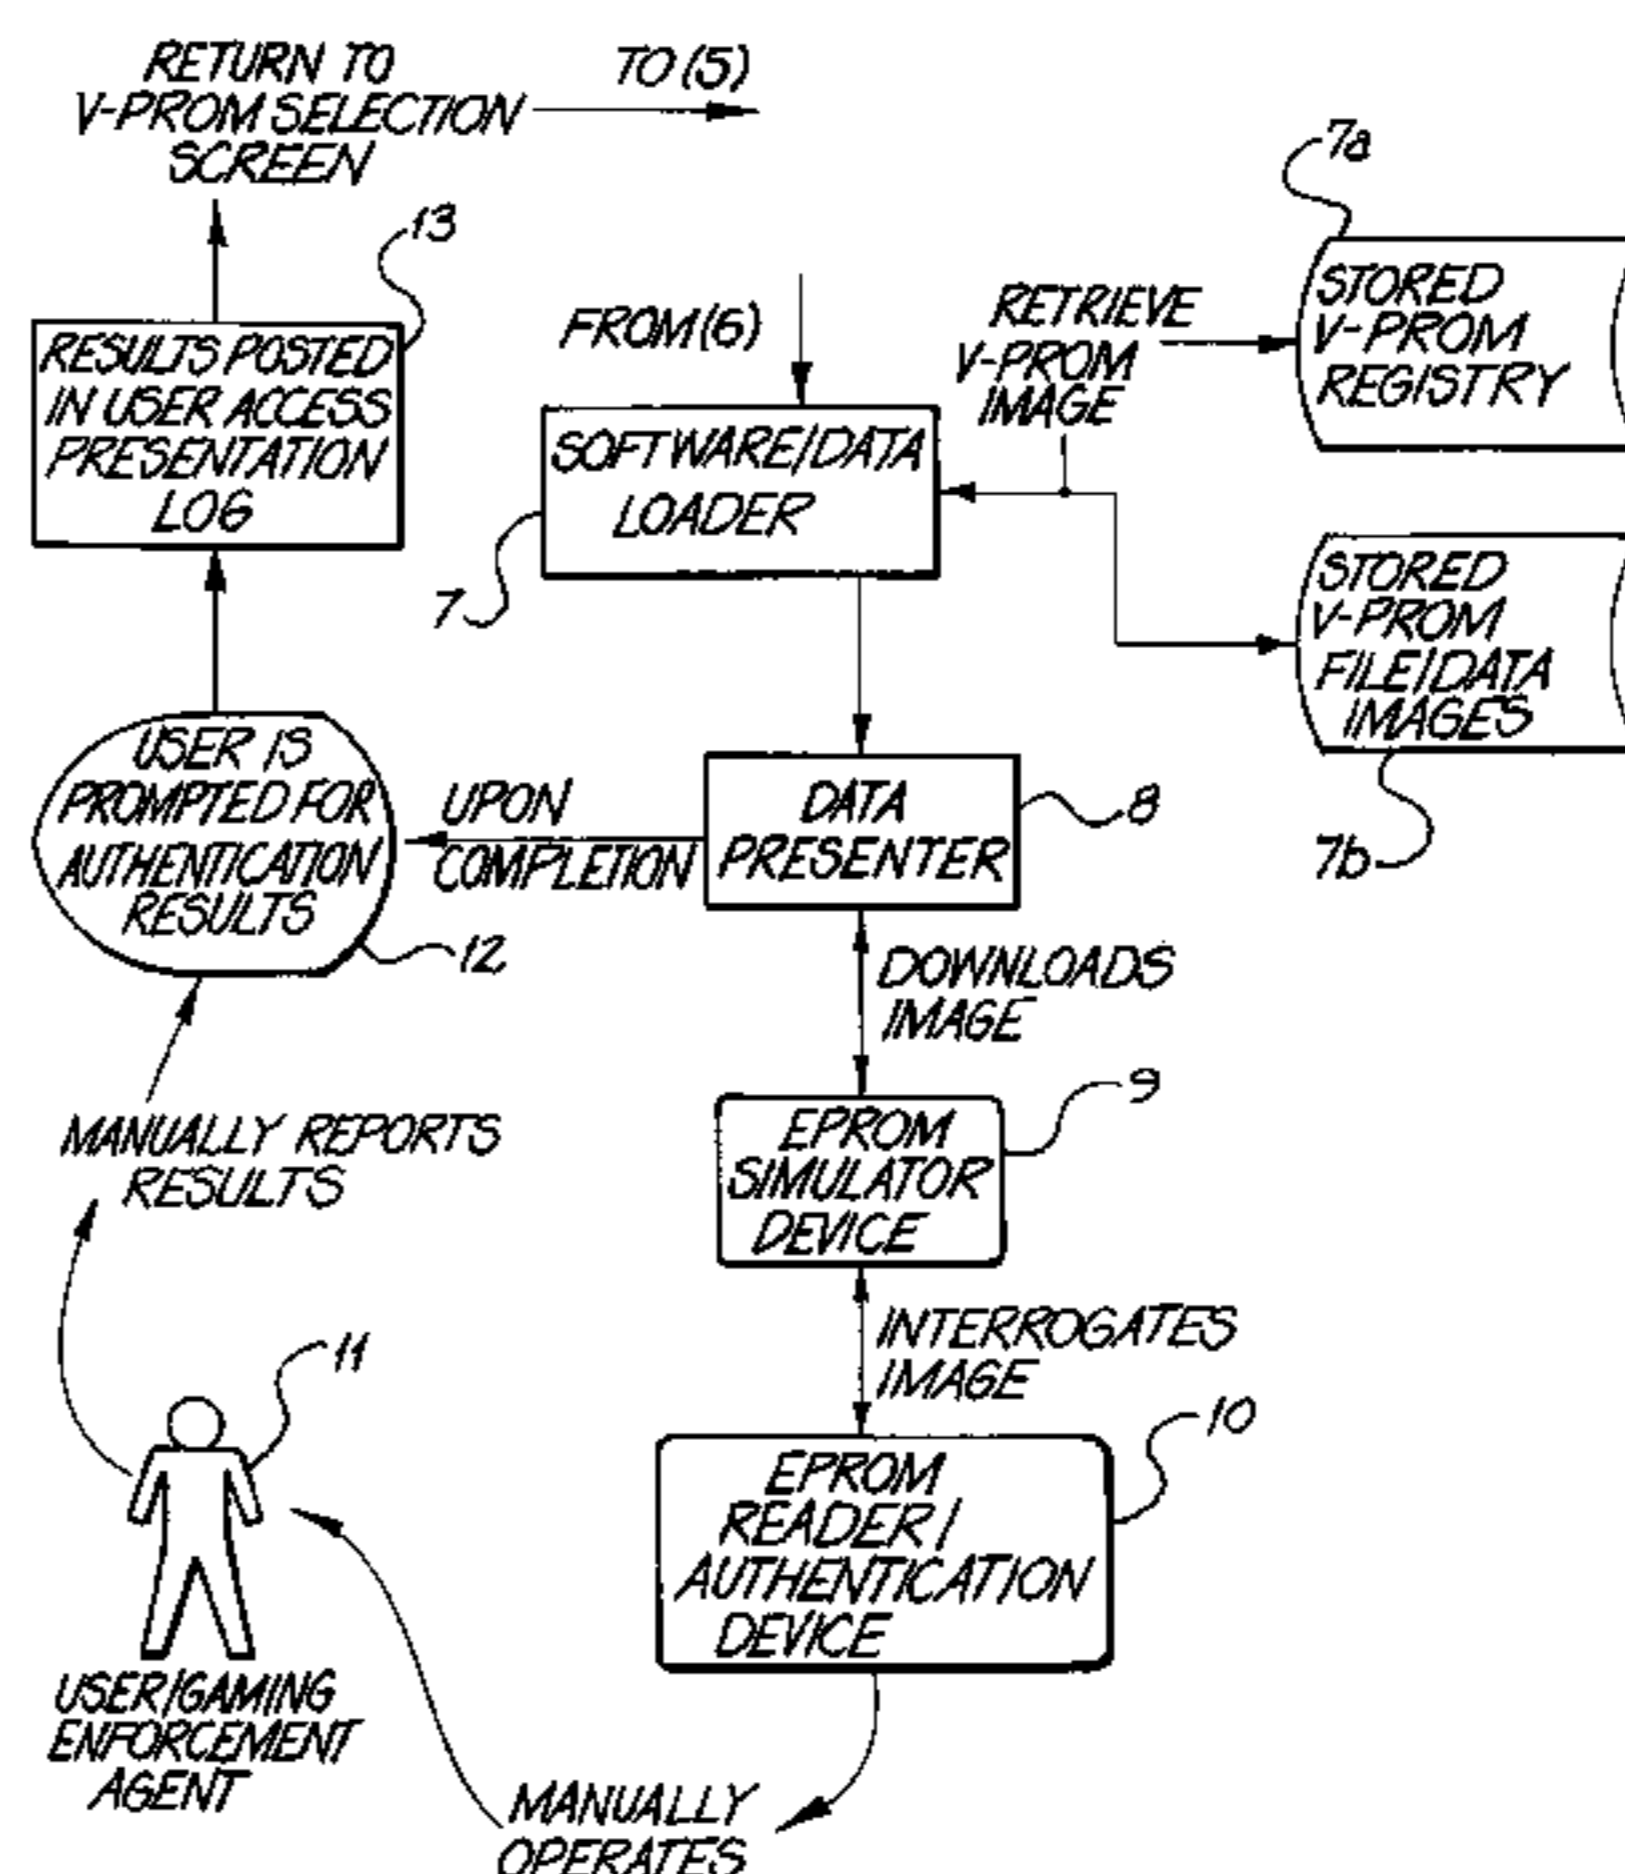 RETURN TO
V-PROM SELECTION
SCREEN
TO (5)
13
7a
RESULTS POSTED
IN USER ACCESS
PRESENTATION
LOG
FROM (6)
RETRIEVE
V-PROM
IMAGE
STORED
V-PROM
REGISTRY
SOFTWARE/DATA
LOADER
7
STORED
V-PROM
FILE/DATA
IMAGES
7b
USER IS
PROMPTED FOR
AUTHENTICATION
RESULTS
12
UPON
COMPLETION
DATA
PRESENTER
8
DOWNLOADS
IMAGE
MANUALLY REPORTS
RESULTS
EPROM
SIMULATOR
DEVICE
9
INTERROGATES
IMAGE
11
10
EPROM
READER/
AUTHENTICATION
DEVICE
USER/GAMING
ENFORCEMENT
AGENT
MANUALLY
OPERATES